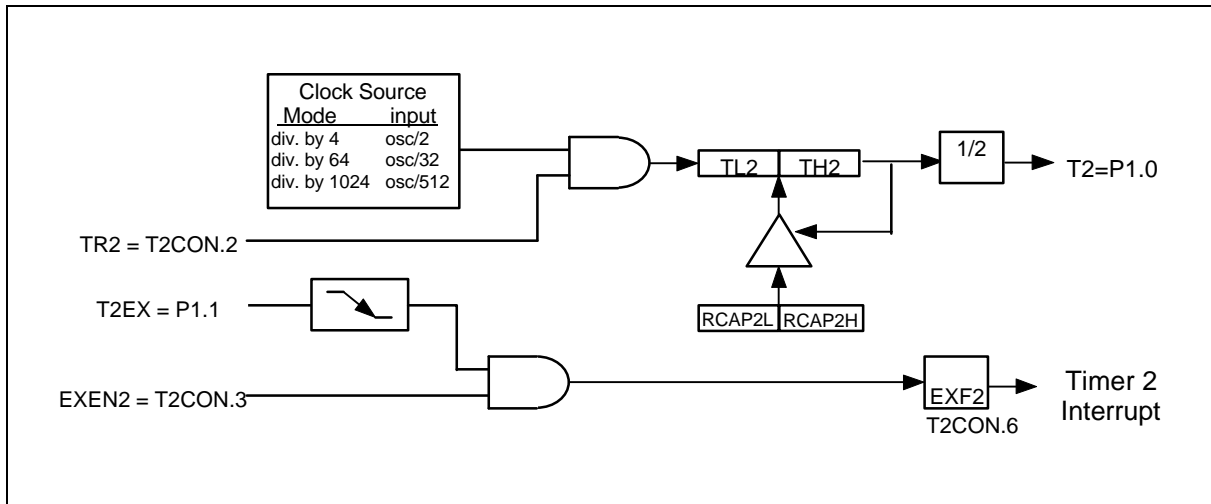 Clock Source
Mode input
div. by 4 osc/2
div. by 64 osc/32
div. by 1024 osc/512
TL2 TH2
1/2
T2=P1.0
TR2 = T2CON.2
T2EX = P1.1
RCAP2L RCAP2H
EXEN2 = T2CON.3
EXF2
T2CON.6
Timer 2
Interrupt